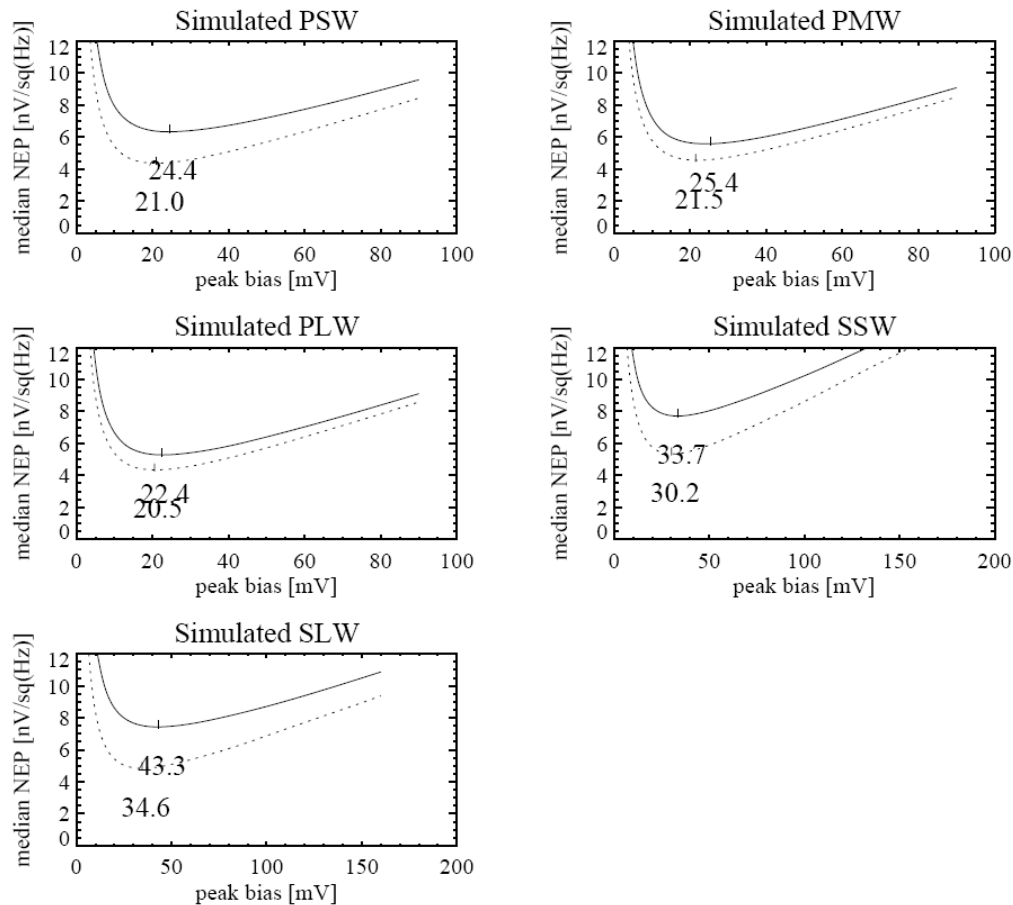 Simulated PSW
median NEP [nV/sq(Hz)]
12
10
8
6
4
2
0
24.4
21.0
0 20 40 60 80 100
peak bias [mV]
Simulated PMW
median NEP [nV/sq(Hz)]
12
10
8
6
4
2
0
25.4
21.5
0 20 40 60 80 100
peak bias [mV]
Simulated PLW
median NEP [nV/sq(Hz)]
12
10
8
6
4
2
0
22.4
20.5
0 20 40 60 80 100
peak bias [mV]
Simulated SSW
median NEP [nV/sq(Hz)]
12
10
8
6
4
2
0
33.7
30.2
0 50 100 150 200
peak bias [mV]
Simulated SLW
median NEP [nV/sq(Hz)]
12
10
8
6
4
2
0
43.3
34.6
0 50 100 150 200
peak bias [mV]